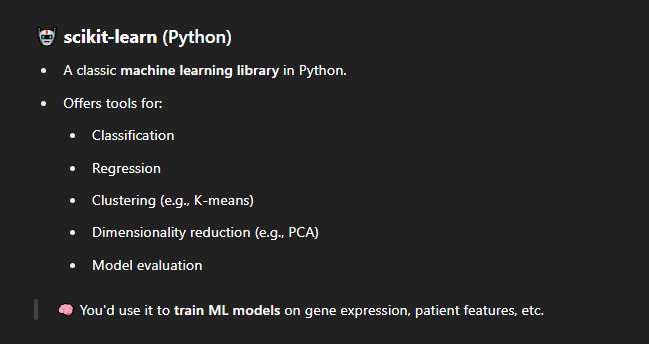 scikit-learn (Python)
A classic machine learning library in Python.
Offers tools for:
Classification
Regression
Clustering (e.g., K-means)
Dimensionality reduction (e.g., PCA)
Model evaluation
You'd use it to train ML models on gene expression, patient features, etc.